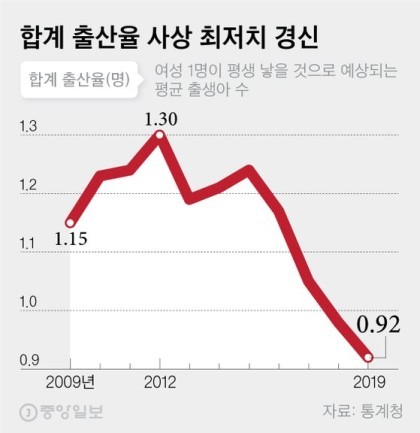 합계 출산율 사상 최저치 경신
합계 출산율(명)
여성 1명이 평생 낳을 것으로 예상되는
평균 출생아 수
1.3
1.30
1.2
1.15
1.1
1.0
0.92
0.9
2009년 2012 2019
중앙일보 자료: 통계청